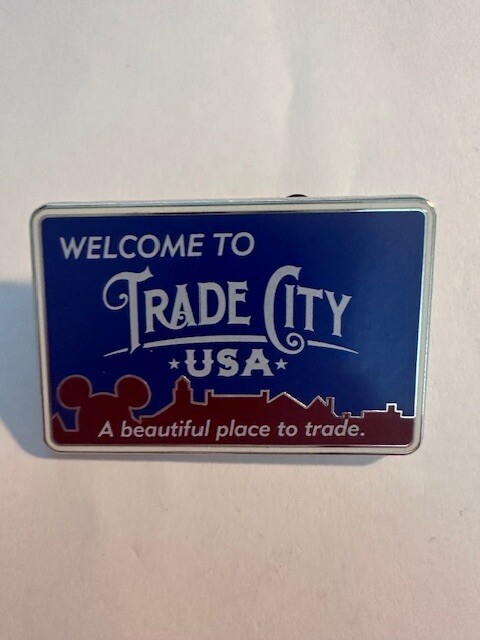 WELCOME TO
TRADE CITY
★USA★
A beautiful place to trade.